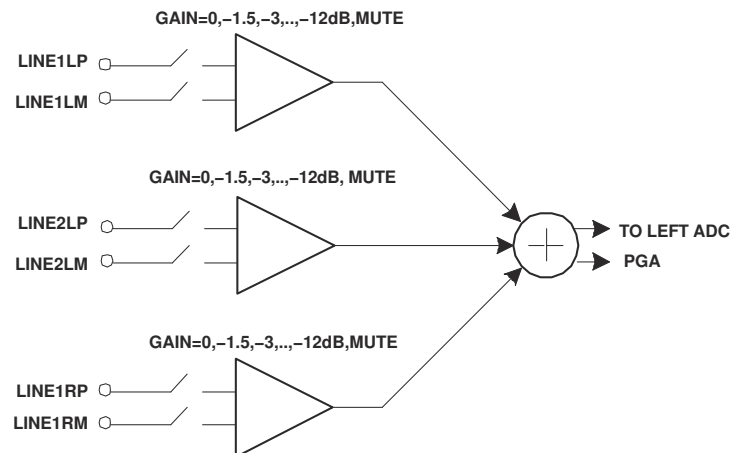 GAIN=0,−1.5,−3,..,−12dB,MUTE
LINE1LP
LINE1LM
GAIN=0,−1.5,−3,..,−12dB, MUTE
LINE2LP
LINE2LM
TO LEFT ADC
PGA
GAIN=0,−1.5,−3,..,−12dB,MUTE
LINE1RP
LINE1RM